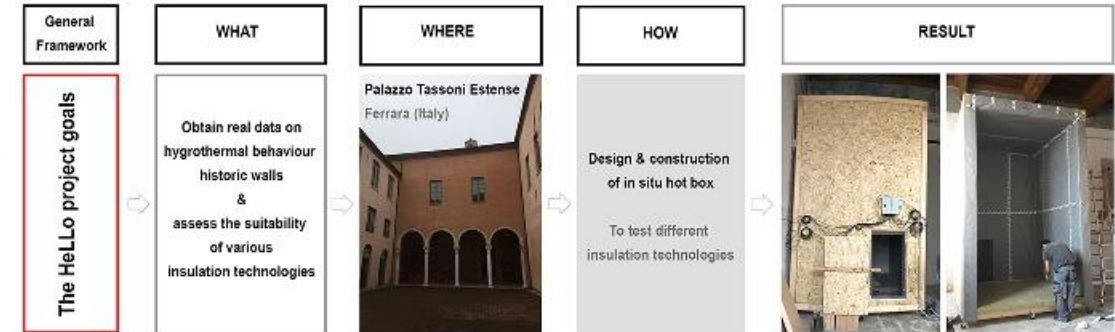 General
Framework
WHAT
WHERE
HOW
RESULT
The HeLLo project goals
Obtain real data on
hygrothermal behaviour
historic walls
&
assess the suitability
of various
insulation technologies
Palazzo Tassoni Estense
Ferrara (Italy)
Design & construction
of in situ hot box
To test different
insulation technologies